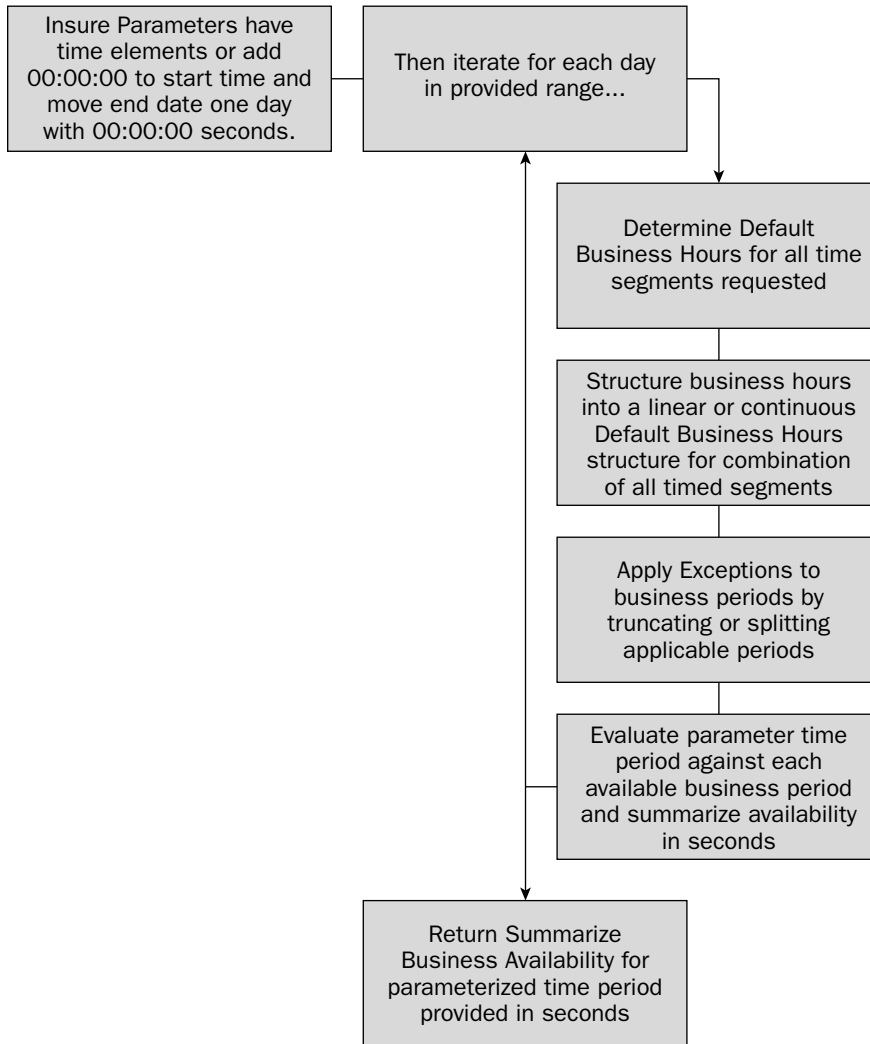 Insure Parameters have
time elements or add
00:00:00 to start time and
move end date one day
with 00:00:00 seconds.
Then iterate for each day
in provided range...
Determine Default
Business Hours for all time
segments requested
Structure business hours
into a linear or continuous
Default Business Hours
structure for combination
of all timed segments
Apply Exceptions to
business periods by
truncating or splitting
applicable periods
Evaluate parameter time
period against each
available business period
and summarize availability
in seconds
Return Summarize
Business Availability for
parameterized time period
provided in seconds